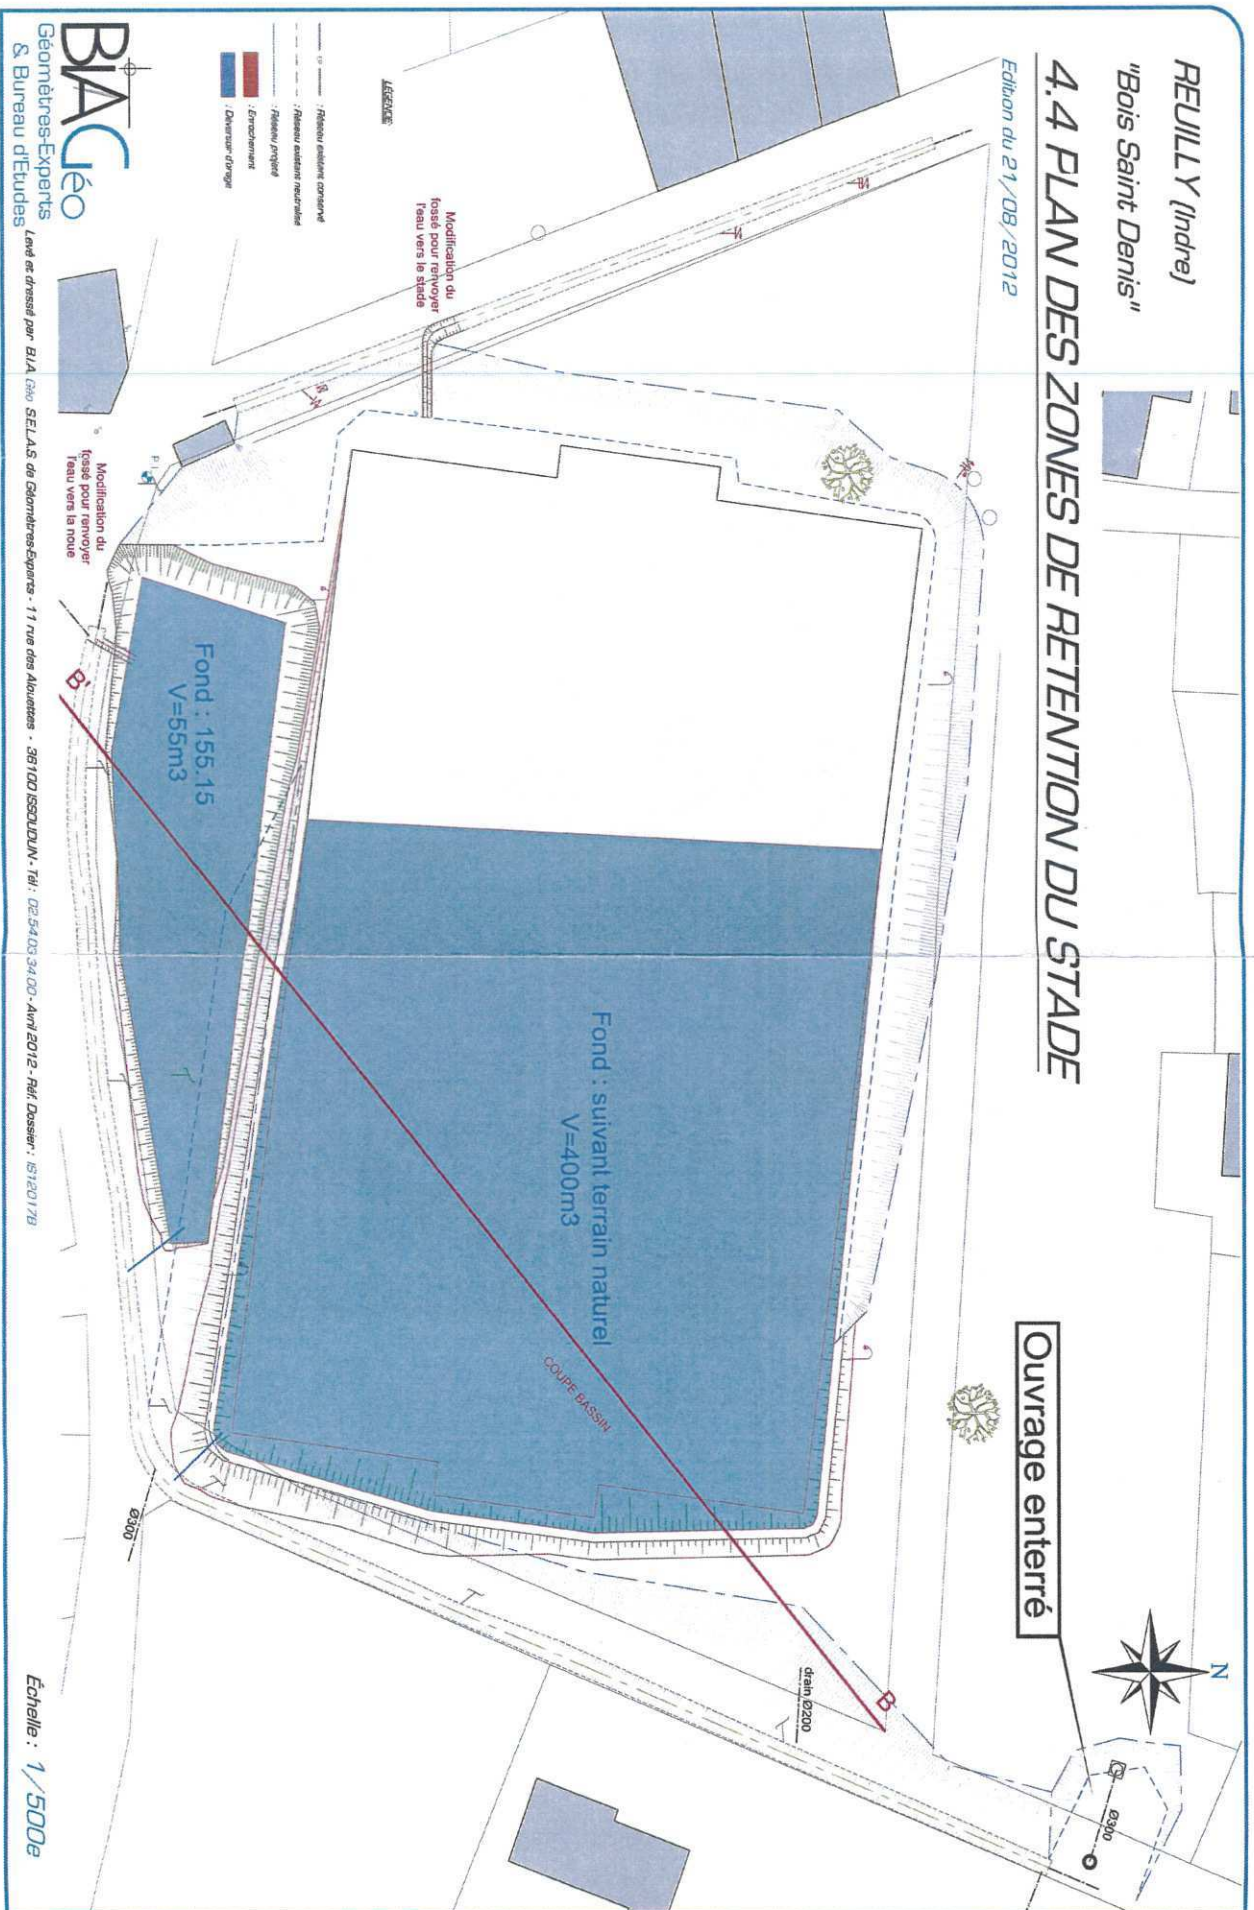 REUILLY (Indre)
"Bois Saint Denis"
4.4 PLAN DES ZONES DE RETENTION DU STADE
Edition du 21/08/2012
N
Ouvrage enterré
Ø300
B
drain Ø200
COUPE BASSIN
Fond : suivant terrain naturel
V=400m3
Modification du
fossé pour renvoyer
l'eau vers le stade
LÉGENDE:
: Réseau existant conservé
: Réseau existant neutralisé
: Réseau projeté
: Enrochement
: Déversoir d'orage
Fond : 155.15
V=55m3
Modification du
fossé pour renvoyer
l'eau vers la noue
B'
Ø300
BIAGéo
Géomètres-Experts
& Bureau d'Etudes
Levé et dressé par B.I.A. Géo S.E.L.A.S. de Géomètres-Experts - 11 rue des Alouettes - 36100 ISSOUDUN - Tél : 02.54.03.34.00 - Avril 2012 - Réf. Dossier : IS12017B
Échelle : 1/500e